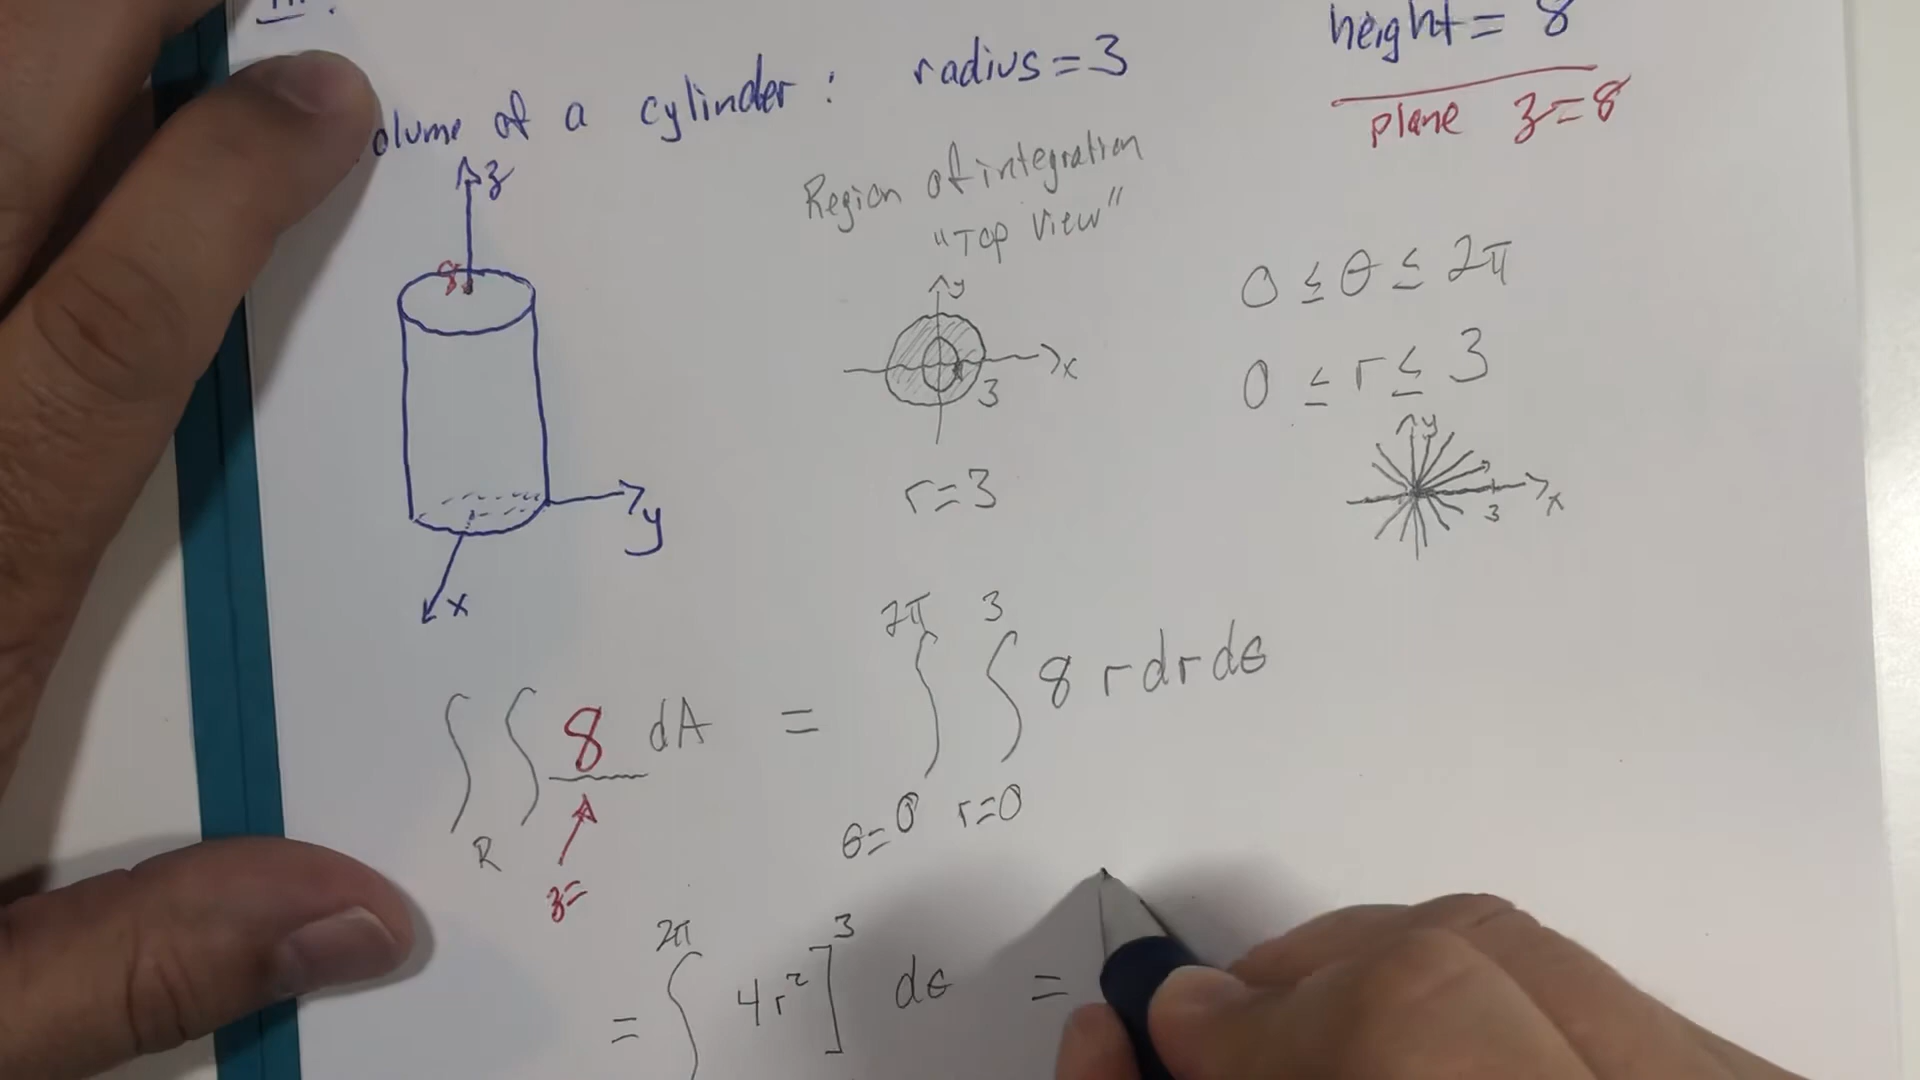 height = 8
olume of a cylinder : radius = 3
plane z = 8
Region of integration
"Top View"
z
8
y
x
3
r = 3
y
x
0 ≤ θ ≤ 2π
0 ≤ r ≤ 3
y
x
3
∫∫ 8 dA = ∫ ∫ 8 r dr dθ
2π 3
R
θ = 0 r = 0
z =
2π 3
= ∫ 4r² ] dθ =